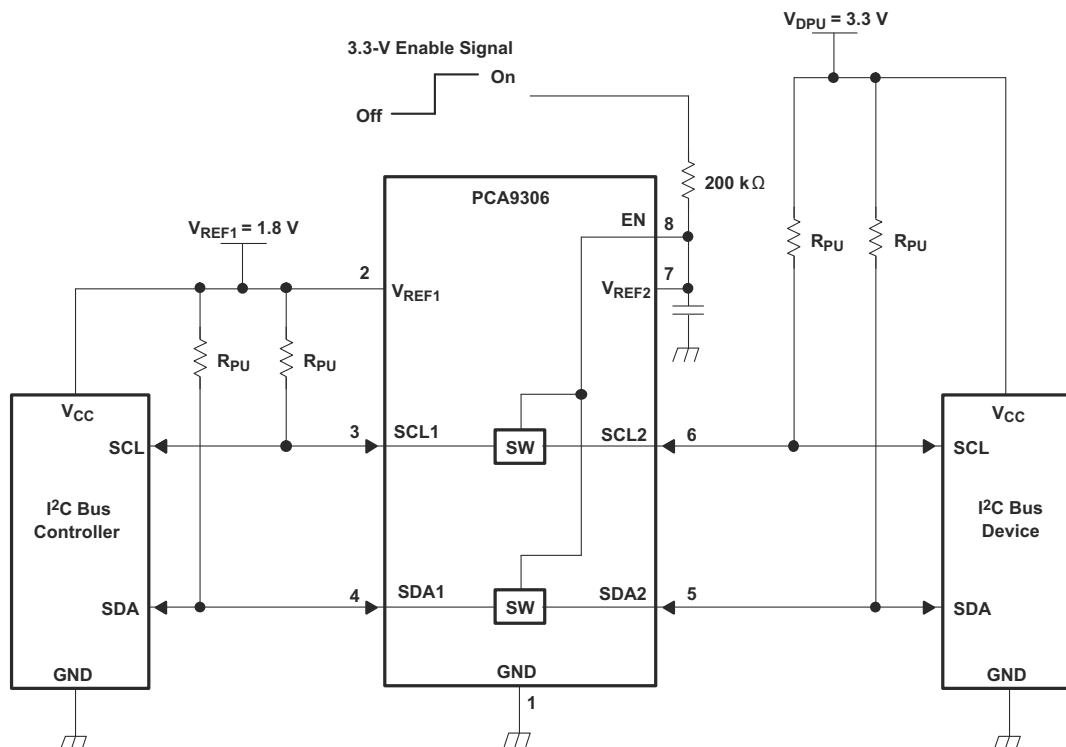 V_DPU = 3.3 V
3.3-V Enable Signal
On
Off
200 kΩ
PCA9306
EN
8
V_REF1 = 1.8 V
R_PU
R_PU
2
7
V_REF1
V_REF2
R_PU
R_PU
V_CC
V_CC
SCL
3
SCL1
SW
SCL2
6
SCL
I²C Bus
Controller
I²C Bus
Device
SDA
4
SDA1
SW
SDA2
5
SDA
GND
GND
GND
1